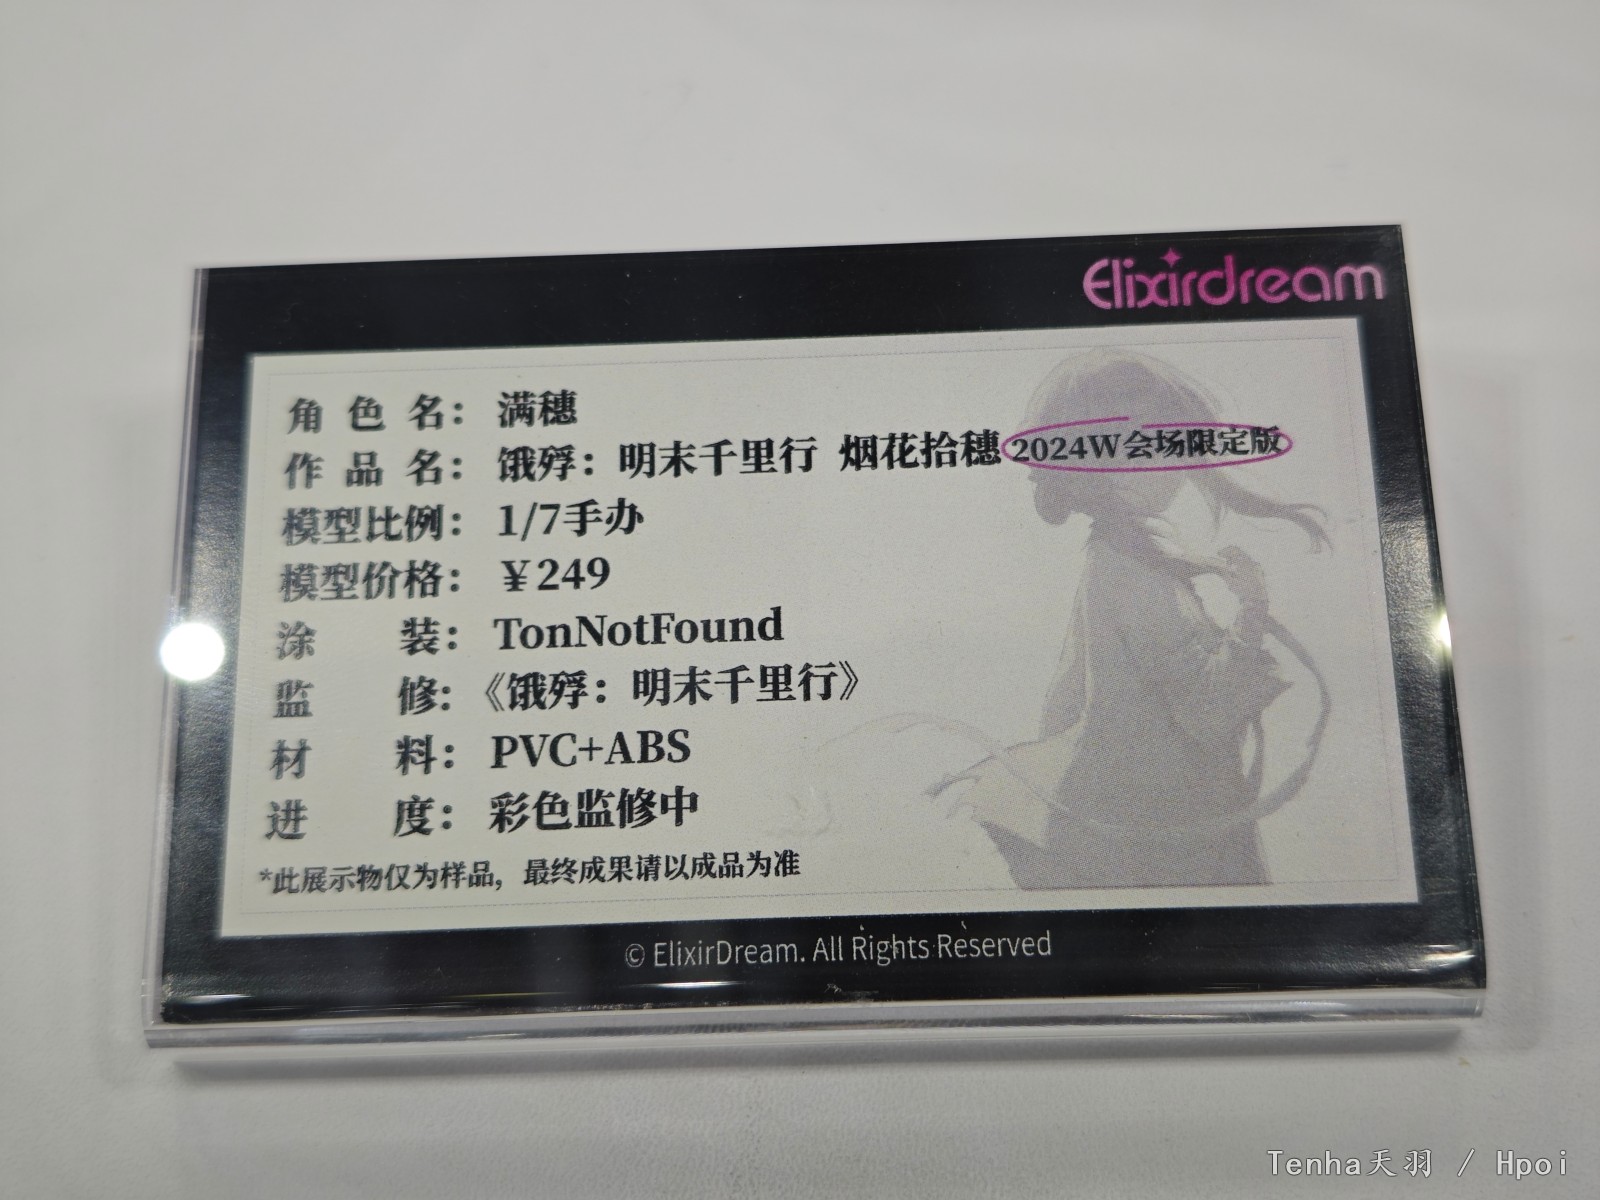 Elixirdream
角色名：满穗
作品名：饿殍：明末千里行 烟花拾穗 2024W会场限定版
模型比例：1/7手办
模型价格：￥249
涂装：TonNotFound
监修：《饿殍：明末千里行》
材料：PVC+ABS
进度：彩色监修中
*此展示物仅为样品，最终成果请以成品为准
© ElixirDream. All Rights Reserved
Tenha天羽 / Hpoi